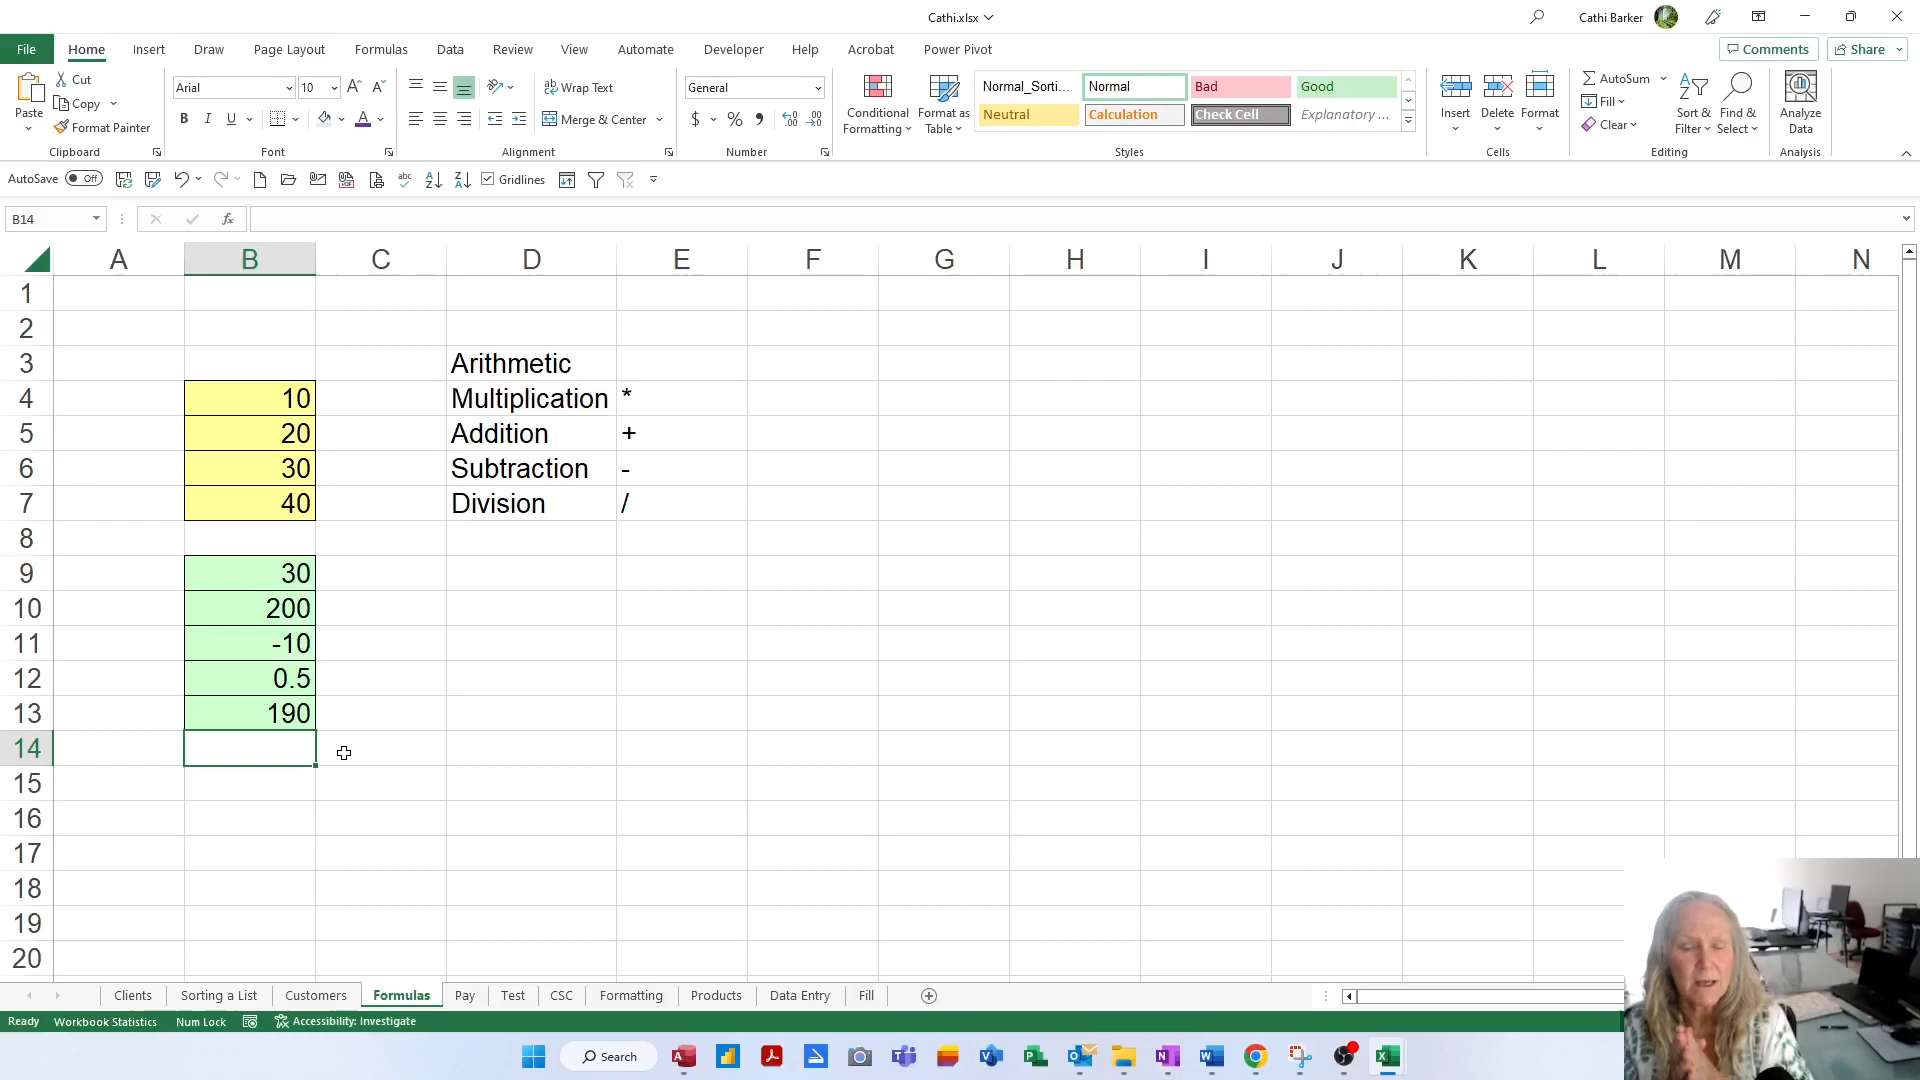 Cathi.xlsx
Cathi Barker
File Home Insert Draw Page Layout Formulas Data Review View Automate Developer Help Acrobat Power Pivot Comments Share
Paste Cut Copy Format Painter
Clipboard
Arial 10 A A
B I U A
Font
Wrap Text
Merge & Center
Alignment
General
$ % 9
Number
Conditional Formatting
Format as Table
Normal_Sorti... Normal Bad Good
Neutral Calculation Check Cell Explanatory ...
Styles
Insert Delete Format
Cells
AutoSum
Fill
Clear
Sort & Filter
Find & Select
Editing
Analyze Data
Analysis
AutoSave Off abc Gridlines
B14 fx
A B C D E F G H I J K L M N
1
2
3 Arithmetic
4 10 Multiplication *
5 20 Addition +
6 30 Subtraction -
7 40 Division /
8
9 30
10 200
11 -10
12 0.5
13 190
14
15
16
17
18
19
20
Clients Sorting a List Customers Formulas Pay Test CSC Formatting Products Data Entry Fill
Ready Workbook Statistics Num Lock Accessibility: Investigate
Search